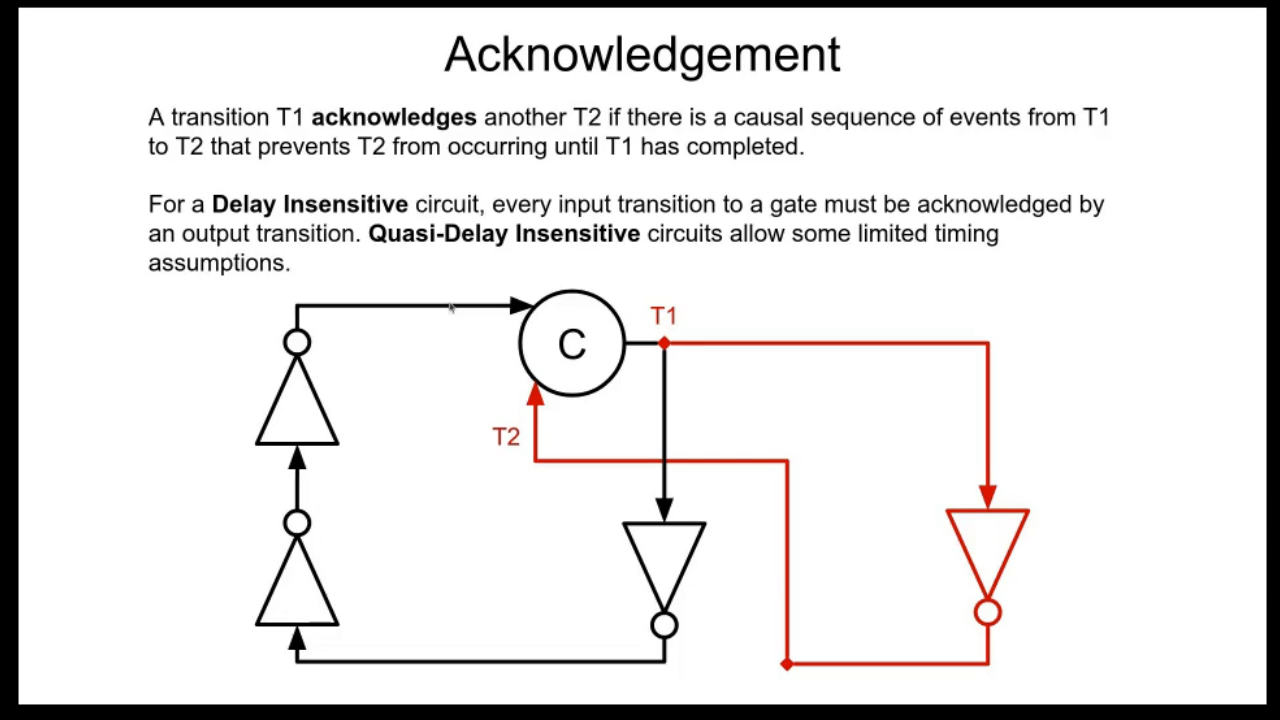 Acknowledgement
A transition T1 acknowledges another T2 if there is a causal sequence of events from T1
to T2 that prevents T2 from occurring until T1 has completed.
For a Delay Insensitive circuit, every input transition to a gate must be acknowledged by
an output transition. Quasi-Delay Insensitive circuits allow some limited timing
assumptions.
T1
C
T2